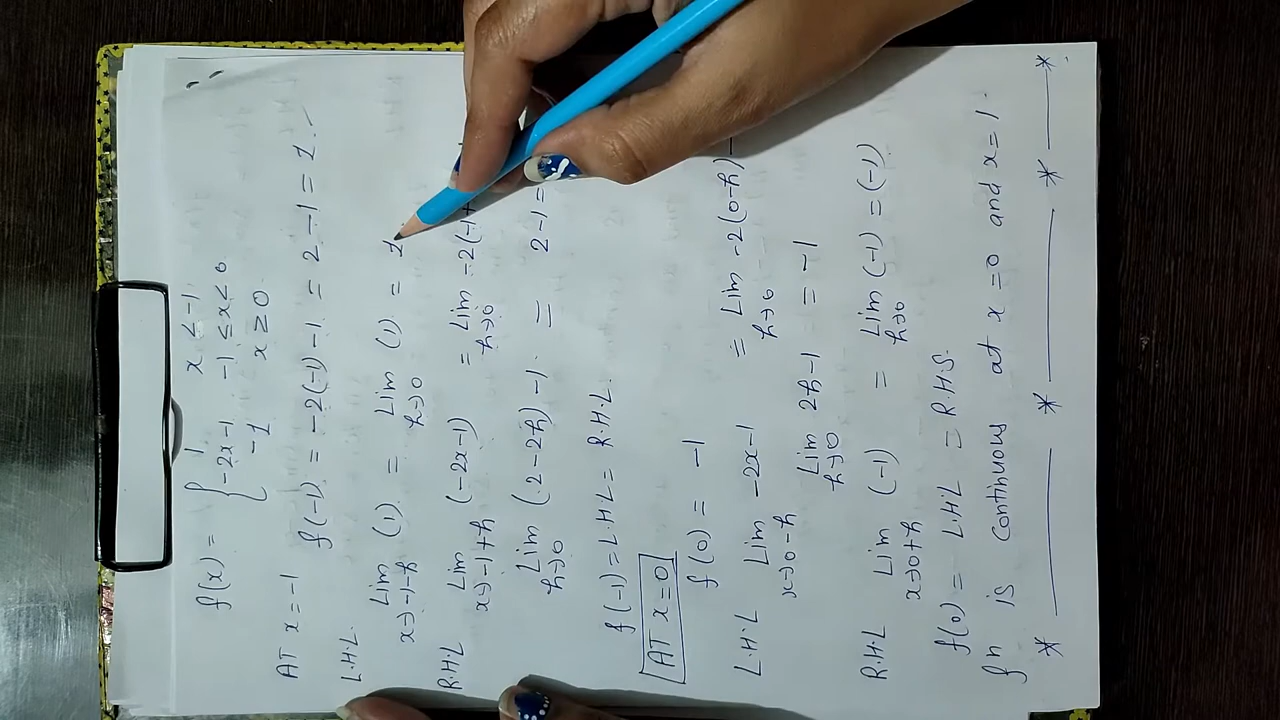 f(x) = { 1 x < -1
-2x-1 -1 ≤ x < 0
-1 x ≥ 0
AT x = -1
f(-1) = -2(-1) -1 = 2 -1 = 1.
L.H.L.
Lim x→-1-h (1) = Lim h→0 (1) = 1
R.H.L Lim x→-1+h (-2x-1) = Lim h→0 -2(-1+
Lim h→0 (2-2h) -1 = 2-1 =
f(-1) = L.H.L = R.H.L.
AT x = 0
f(0) = -1
L.H.L Lim x→0-h -2x-1 = Lim h→0 -2(0-h) -
Lim h→0 2h-1 = -1
R.H.L Lim x→0+h (-1) = Lim h→0 (-1) = (-1)
f(0) = L.H.L = R.H.S.
fn is continuous at x = 0 and x = 1.
* ——— * ——— * ——— *